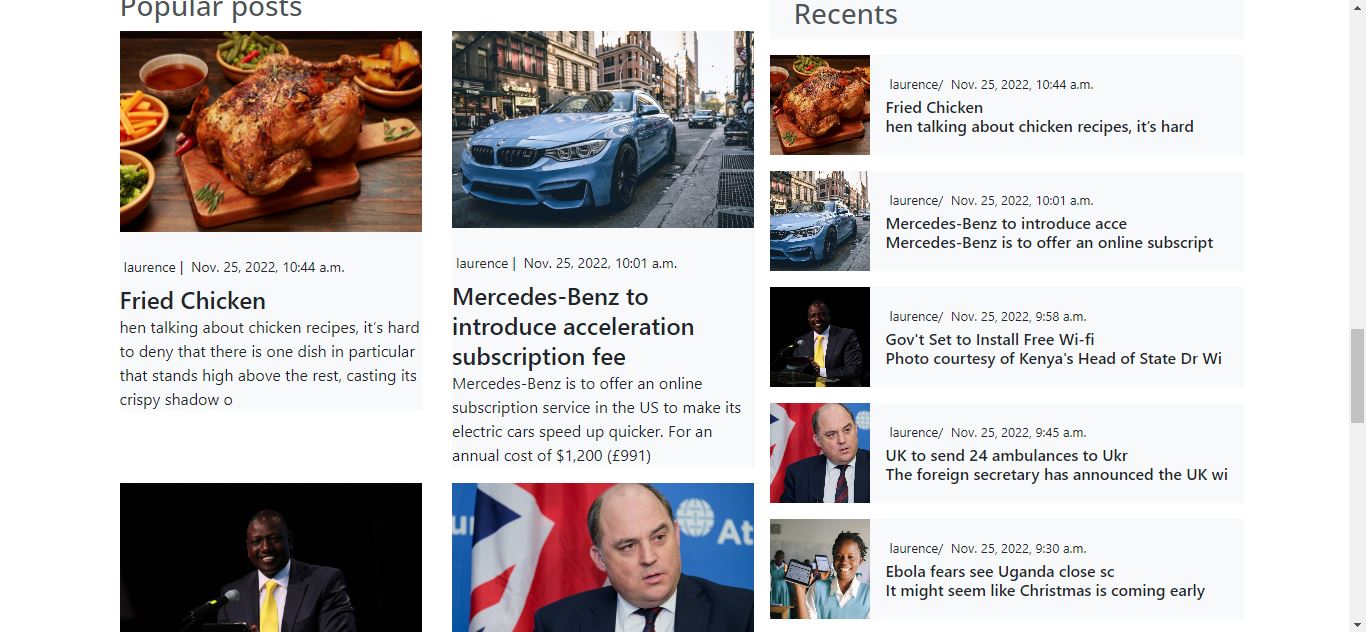 Popular posts
laurence | Nov. 25, 2022, 10:44 a.m.
Fried Chicken
hen talking about chicken recipes, it’s hard
to deny that there is one dish in particular
that stands high above the rest, casting its
crispy shadow o
laurence | Nov. 25, 2022, 10:01 a.m.
Mercedes-Benz to
introduce acceleration
subscription fee
Mercedes-Benz is to offer an online
subscription service in the US to make its
electric cars speed up quicker. For an
annual cost of $1,200 (£991)
At
Recents
laurence/ Nov. 25, 2022, 10:44 a.m.
Fried Chicken
hen talking about chicken recipes, it’s hard
laurence/ Nov. 25, 2022, 10:01 a.m.
Mercedes-Benz to introduce acce
Mercedes-Benz is to offer an online subscript
laurence/ Nov. 25, 2022, 9:58 a.m.
Gov't Set to Install Free Wi-fi
Photo courtesy of Kenya's Head of State Dr Wi
laurence/ Nov. 25, 2022, 9:45 a.m.
UK to send 24 ambulances to Ukr
The foreign secretary has announced the UK wi
laurence/ Nov. 25, 2022, 9:30 a.m.
Ebola fears see Uganda close sc
It might seem like Christmas is coming early